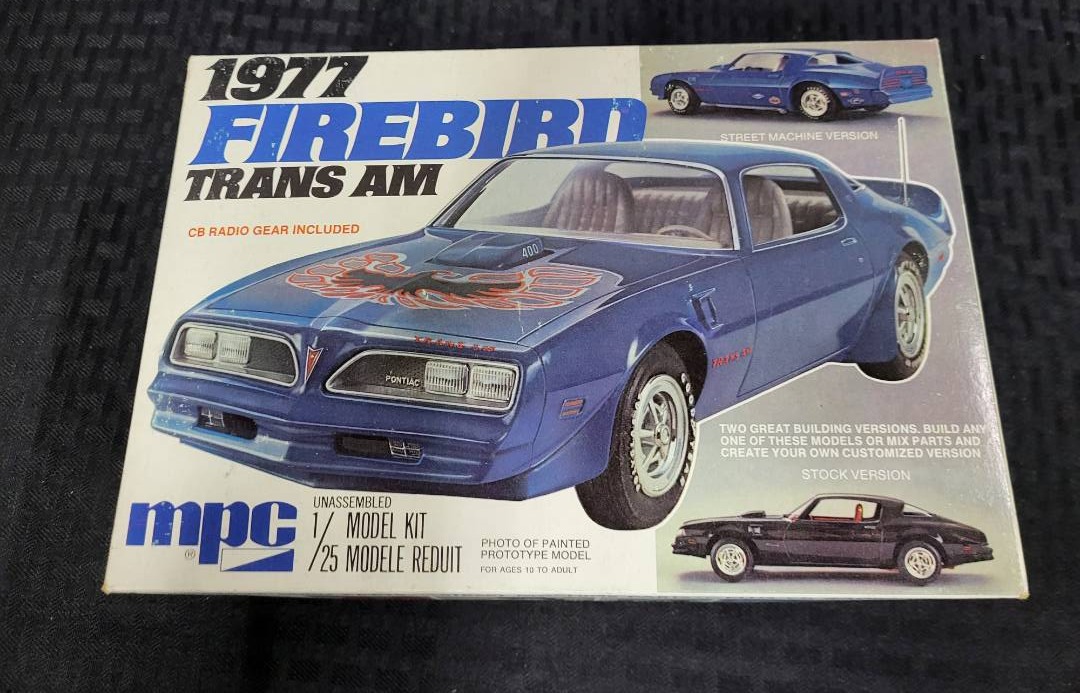 1977
FIREBIRD
TRANS AM
CB RADIO GEAR INCLUDED
STREET MACHINE VERSION
400
TRANS AM
PONTIAC
TRANS AM
TWO GREAT BUILDING VERSIONS. BUILD ANY
ONE OF THESE MODELS OR MIX PARTS AND
CREATE YOUR OWN CUSTOMIZED VERSION
STOCK VERSION
mpc
®
UNASSEMBLED
1/25 MODEL KIT
MODELE REDUIT
PHOTO OF PAINTED
PROTOTYPE MODEL
FOR AGES 10 TO ADULT